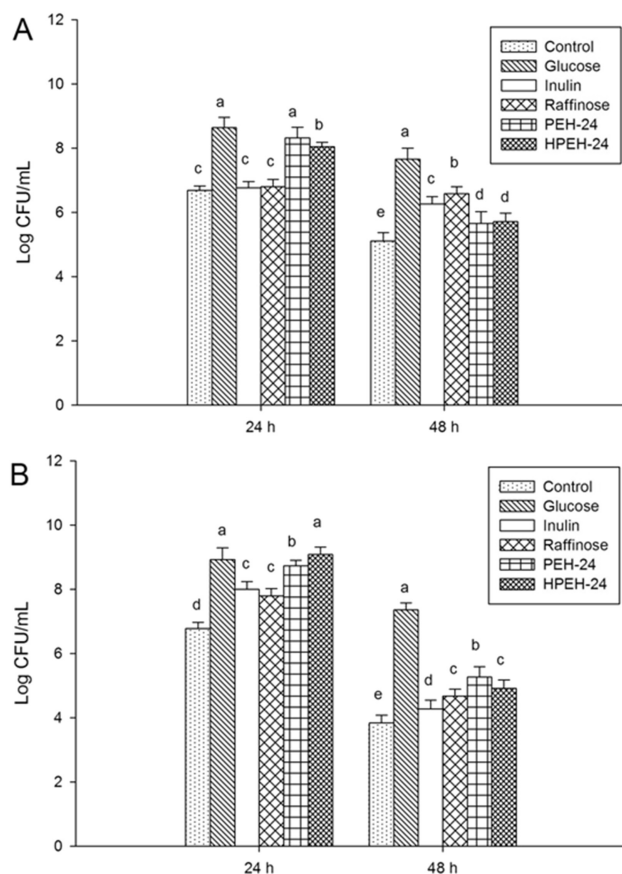 A
12
10
8
6
4
2
0
Log CFU/mL
Control
Glucose
Inulin
Raffinose
PEH-24
HPEH-24
c
a
c
c
a
b
e
a
c
b
d
d
24 h
48 h
B
12
10
8
6
4
2
0
Log CFU/mL
Control
Glucose
Inulin
Raffinose
PEH-24
HPEH-24
d
a
c
c
b
a
e
a
d
c
b
c
24 h
48 h